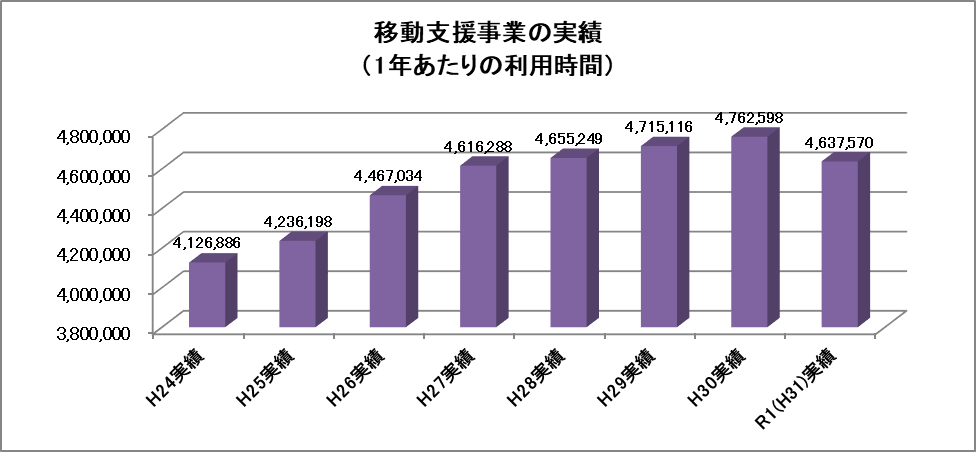 移動支援事業の実績
（1年あたりの利用時間）
4,800,000
4,600,000
4,400,000
4,200,000
4,000,000
3,800,000
4,126,886
4,236,198
4,467,034
4,616,288
4,655,249
4,715,116
4,762,598
4,637,570
H24実績
H25実績
H26実績
H27実績
H28実績
H29実績
H30実績
R1(H31)実績